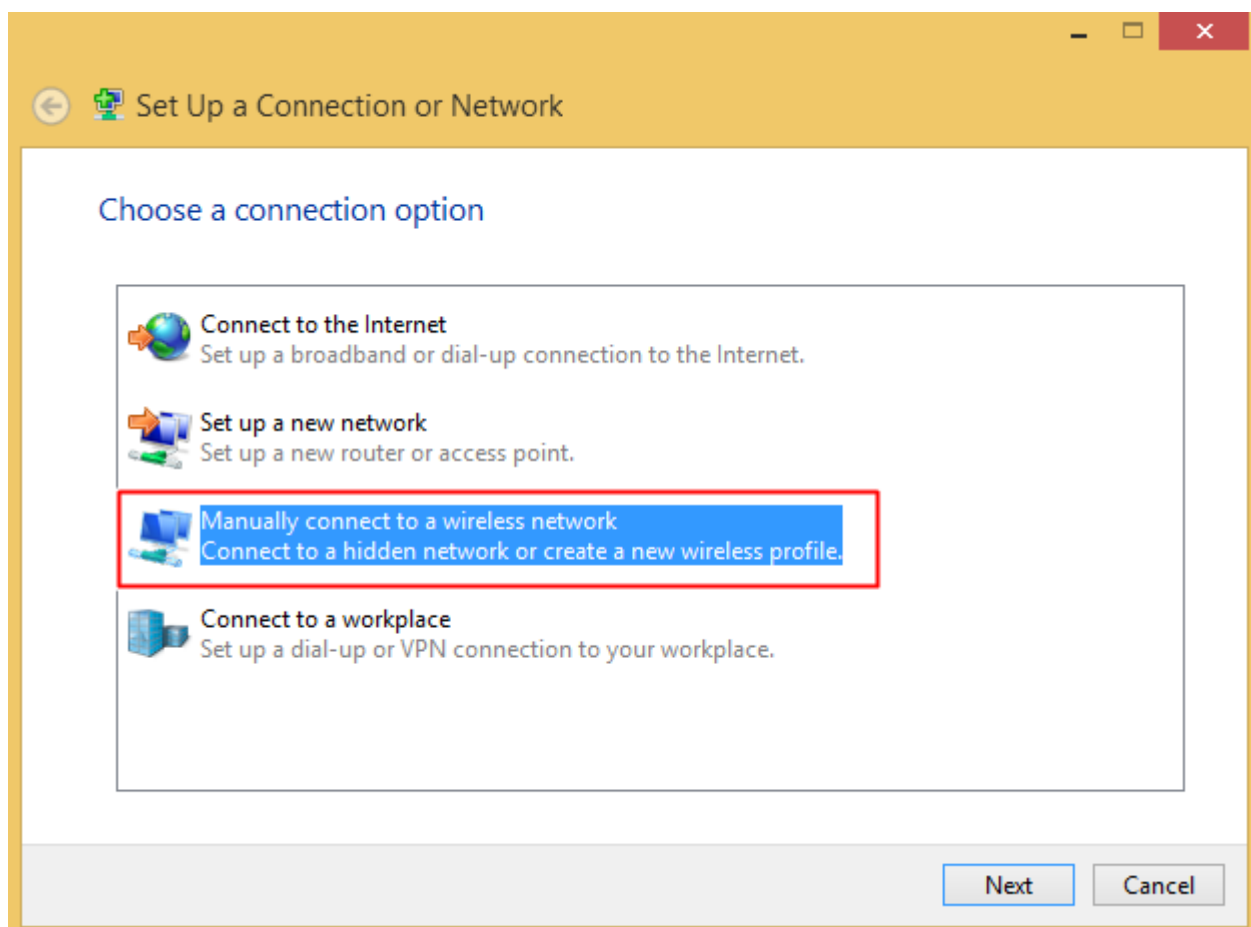 Set Up a Connection or Network
Choose a connection option
Connect to the Internet
Set up a broadband or dial-up connection to the Internet.
Set up a new network
Set up a new router or access point.
Manually connect to a wireless network
Connect to a hidden network or create a new wireless profile.
Connect to a workplace
Set up a dial-up or VPN connection to your workplace.
Next
Cancel